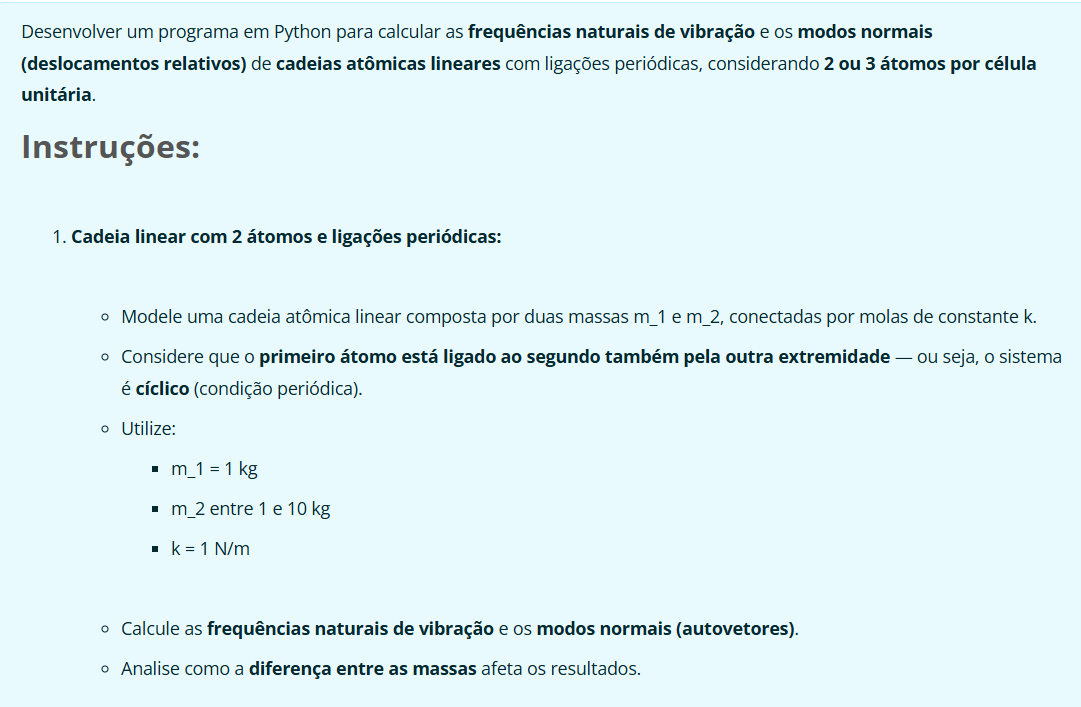 Desenvolver um programa em Python para calcular as frequências naturais de vibração e os modos normais
(deslocamentos relativos) de cadeias atômicas lineares com ligações periódicas, considerando 2 ou 3 átomos por célula
unitária.
Instruções:
1. Cadeia linear com 2 átomos e ligações periódicas:
Modele uma cadeia atômica linear composta por duas massas m_1 e m_2, conectadas por molas de constante k.
Considere que o primeiro átomo está ligado ao segundo também pela outra extremidade — ou seja, o sistema
é cíclico (condição periódica).
Utilize:
m_1 = 1 kg
m_2 entre 1 e 10 kg
k = 1 N/m
Calcule as frequências naturais de vibração e os modos normais (autovetores).
Analise como a diferença entre as massas afeta os resultados.